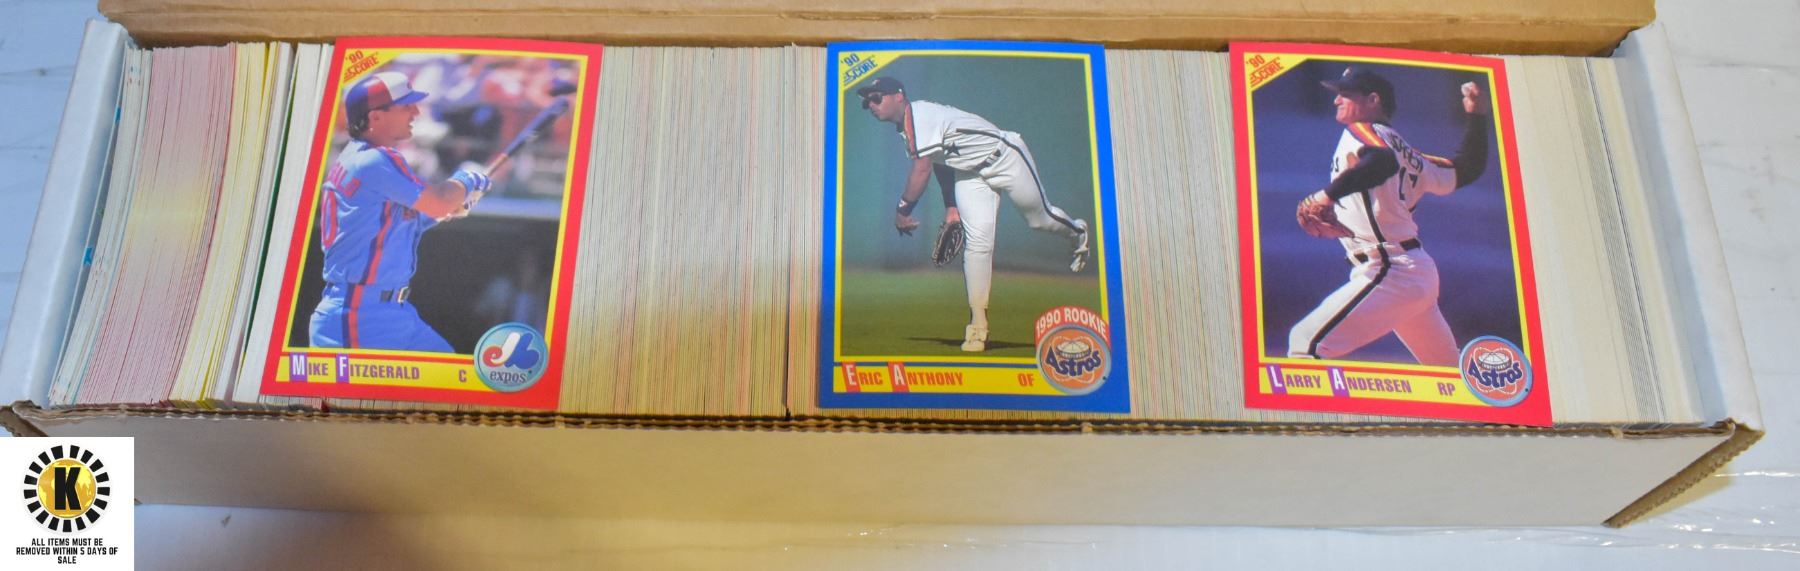 '90 SCORE
MIKE FITZGERALD C
expos
'90 SCORE
1990 ROOKIE
ERIC ANTHONY OF
Astros
'90 SCORE
LARRY ANDERSEN RP
Astros
K
ALL ITEMS MUST BE
REMOVED WITHIN 5 DAYS OF
SALE